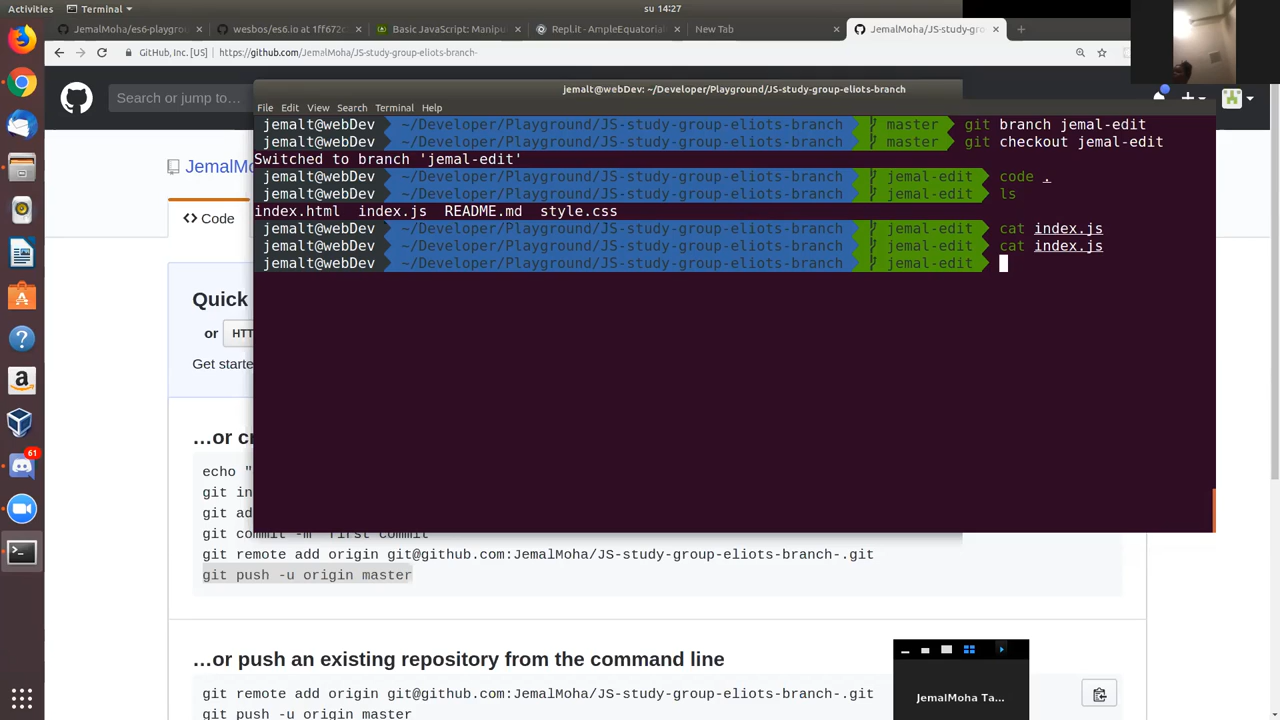 Activities
Terminal
su 14:27
JemalMoha/es6-playgro
wesbos/es6.io at 1ff672c
Basic JavaScript: Manipul
Repl.it - AmpleEquatorial
New Tab
JemalMoha/JS-study-gro
GitHub, Inc. [US]
https://github.com/JemalMoha/JS-study-group-eliots-branch-
Search or jump to...
jemalt@webDev: ~/Developer/Playground/JS-study-group-eliots-branch
File Edit View Search Terminal Help
jemalt@webDev ~/Developer/Playground/JS-study-group-eliots-branch master git branch jemal-edit
jemalt@webDev ~/Developer/Playground/JS-study-group-eliots-branch master git checkout jemal-edit
Switched to branch 'jemal-edit'
jemalt@webDev ~/Developer/Playground/JS-study-group-eliots-branch jemal-edit code .
jemalt@webDev ~/Developer/Playground/JS-study-group-eliots-branch jemal-edit ls
index.html index.js README.md style.css
jemalt@webDev ~/Developer/Playground/JS-study-group-eliots-branch jemal-edit cat index.js
jemalt@webDev ~/Developer/Playground/JS-study-group-eliots-branch jemal-edit cat index.js
jemalt@webDev ~/Developer/Playground/JS-study-group-eliots-branch jemal-edit
JemalMo
<> Code
Quick
or HTT
Get starte
…or cr
echo "
git in
git ad
git commit -m "first commit"
git remote add origin git@github.com:JemalMoha/JS-study-group-eliots-branch-.git
git push -u origin master
…or push an existing repository from the command line
git remote add origin git@github.com:JemalMoha/JS-study-group-eliots-branch-.git
git push -u origin master
61
JemalMoha Ta...